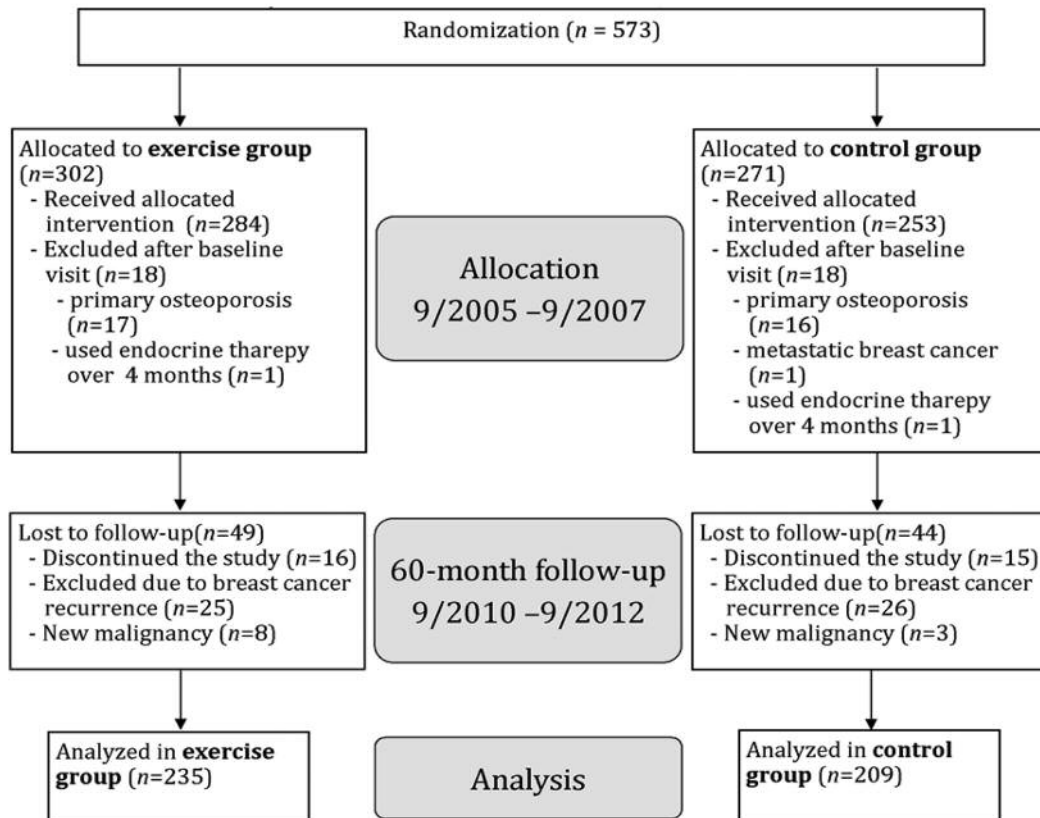 Randomization (n = 573)
Allocated to exercise group
(n=302)
- Received allocated
intervention (n=284)
- Excluded after baseline
visit (n=18)
- primary osteoporosis
(n=17)
- used endocrine tharepy
over 4 months (n=1)
Allocation
9/2005 –9/2007
Allocated to control group
(n=271)
- Received allocated
intervention (n=253)
- Excluded after baseline
visit (n=18)
- primary osteoporosis
(n=16)
- metastatic breast cancer
(n=1)
- used endocrine tharepy
over 4 months (n=1)
Lost to follow-up(n=49)
- Discontinued the study (n=16)
- Excluded due to breast cancer
recurrence (n=25)
- New malignancy (n=8)
60-month follow-up
9/2010 –9/2012
Lost to follow-up(n=44)
- Discontinued the study (n=15)
- Excluded due to breast cancer
recurrence (n=26)
- New malignancy (n=3)
Analyzed in exercise
group (n=235)
Analysis
Analyzed in control
group (n=209)